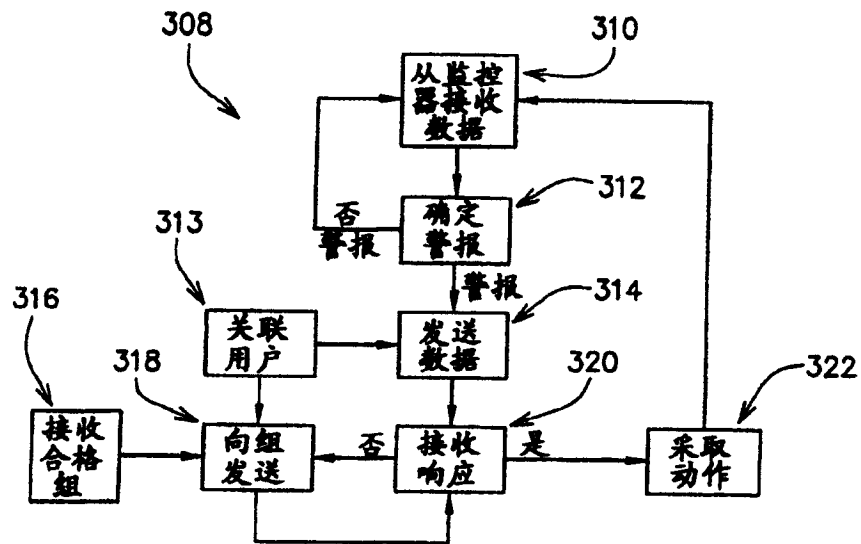 308
310
从监控
器接收
数据
312
确定
警报
否
警报
警报
313
314
关联
用户
发送
数据
316
318
320
322
接收
合格
组
向组
发送
否
接收
响应
是
采取
动作